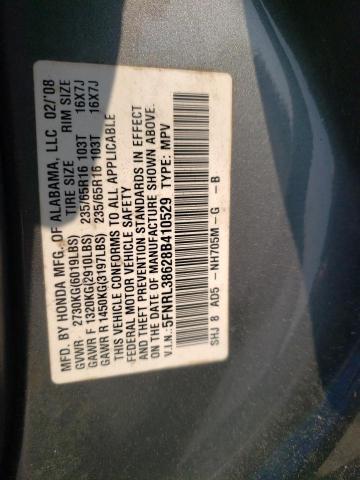 MFD. BY HONDA MFG. OF ALABAMA, LLC 02/'08
TIRE SIZE RIM SIZE
GVWR: 2730KG(6019LBS)
GAWR F 1320KG(2910LBS) 235/65R16 103T 16X7J
GAWR R 1450KG(3197LBS) 235/65R16 103T 16X7J
THIS VEHICLE CONFORMS TO ALL APPLICABLE
FEDERAL MOTOR VEHICLE SAFETY
AND THEFT PREVENTION STANDARDS IN EFFECT
ON THE DATE OF MANUFACTURE SHOWN ABOVE.
V.I.N.: 5FNRL38628B410529 TYPE: MPV
SHJ 8 A05 - NH705M - G - B